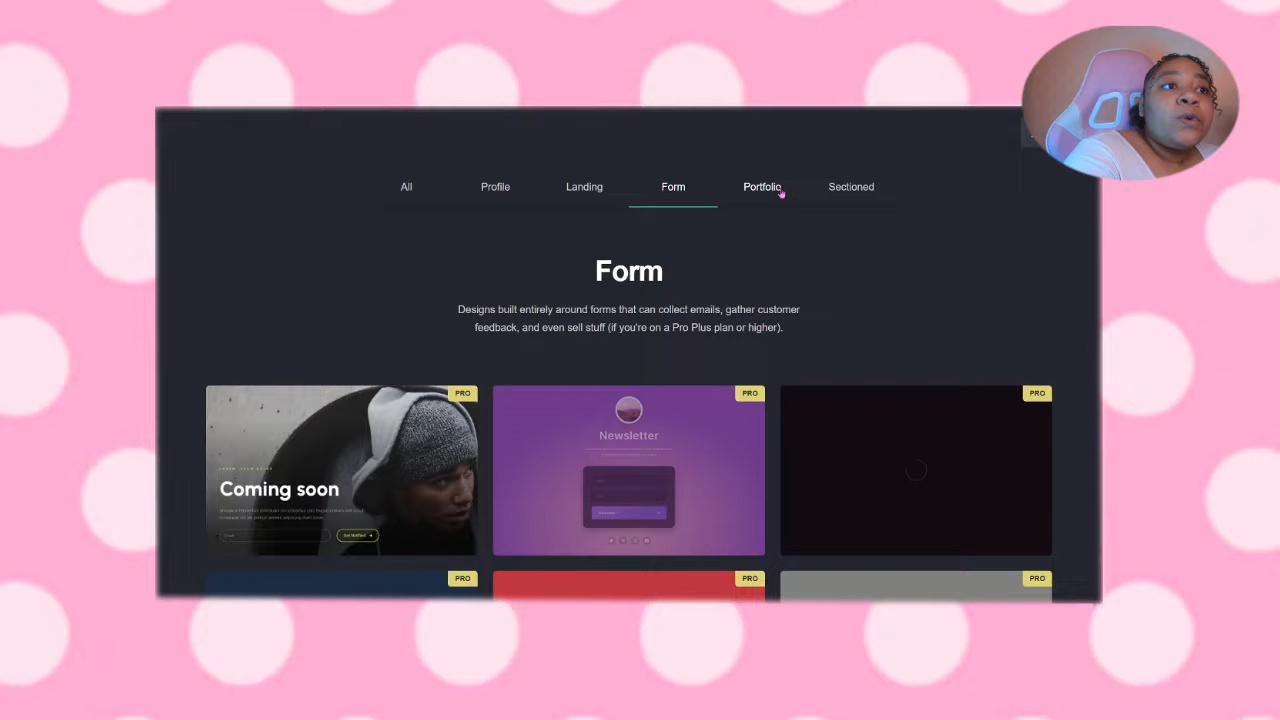 All
Profile
Landing
Form
Portfolio
Sectioned
Form
Designs built entirely around forms that can collect emails, gather customer
feedback, and even sell stuff (if you're on a Pro Plus plan or higher).
PRO
PRO
PRO
Coming soon
Get Notified
Newsletter
PRO
PRO
PRO